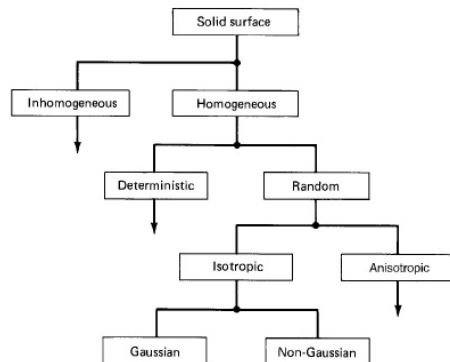 Solid surface
Inhomogeneous
Homogeneous
Deterministic
Random
Isotropic
Anisotropic
Gaussian
Non-Gaussian